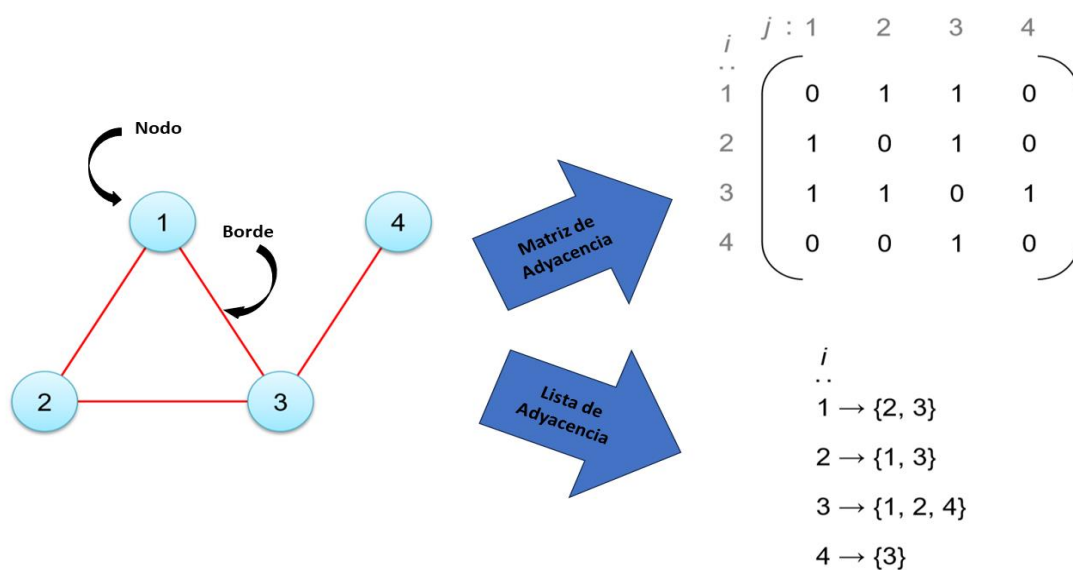 Nodo
Borde
1
4
2
3
Matriz de
Adyacencia
Lista de
Adyacencia
j : 1 2 3 4
i
..
1 0 1 1 0
2 1 0 1 0
3 1 1 0 1
4 0 0 1 0
i
..
1 → {2, 3}
2 → {1, 3}
3 → {1, 2, 4}
4 → {3}